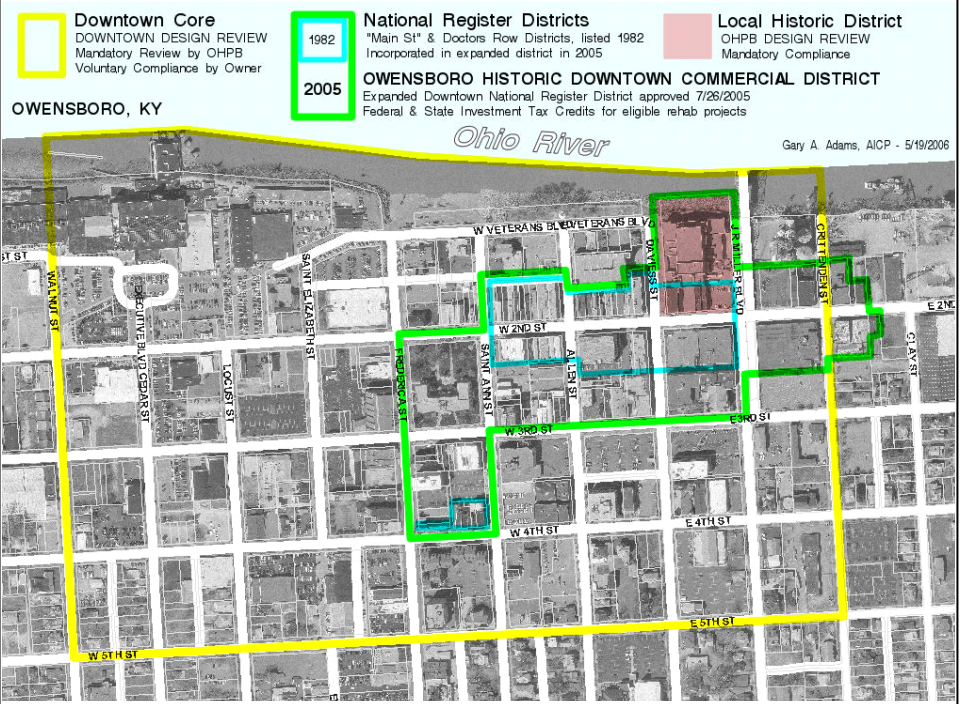 Downtown Core
DOWNTOWN DESIGN REVIEW
Mandatory Review by OHPB
Voluntary Compliance by Owner
1982
2005
National Register Districts
"Main St" & Doctors Row Districts, listed 1982
Incorporated in expanded district in 2005
Local Historic District
OHPB DESIGN REVIEW
Mandatory Compliance
OWENSBORO HISTORIC DOWNTOWN COMMERCIAL DISTRICT
Expanded Downtown National Register District approved 7/26/2005
Federal & State Investment Tax Credits for eligible rehab projects
OWENSBORO, KY
Ohio River
Gary A. Adams, AICP - 5/19/2006
W VETERANS BLVD
VETERANS BLVD
ST ST
WALNUT ST
EXECUTIVE BLVD
CEDAR ST
LOCUST ST
SAINT ELIZABETH ST
FREDERICA ST
SAINT ANN ST
ALLEN ST
DAVIESS ST
J R MILLER BLVD
CRITTENDEN ST
CLAY ST
W 2ND ST
E 2ND
W 3RD ST
E 3RD ST
W 4TH ST
E 4TH ST
W 5TH ST
E 5TH ST